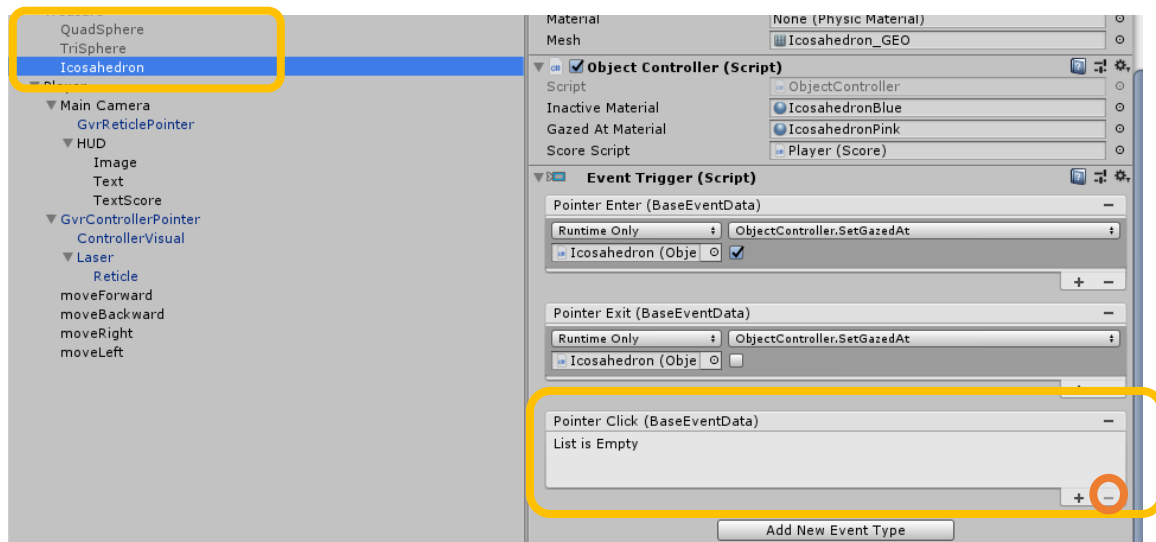 QuadSphere
TriSphere
Icosahedron
Main Camera
GvrReticlePointer
HUD
Image
Text
TextScore
GvrControllerPointer
ControllerVisual
Laser
Reticle
moveForward
moveBackward
moveRight
moveLeft
Material None (Physic Material)
Mesh Icosahedron_GEO
Object Controller (Script)
Script ObjectController
Inactive Material IcosahedronBlue
Gazed At Material IcosahedronPink
Score Script Player (Score)
Event Trigger (Script)
Pointer Enter (BaseEventData)
Runtime Only ObjectController.SetGazedAt
Icosahedron (Obje
Pointer Exit (BaseEventData)
Runtime Only ObjectController.SetGazedAt
Icosahedron (Obje
Pointer Click (BaseEventData)
List is Empty
Add New Event Type